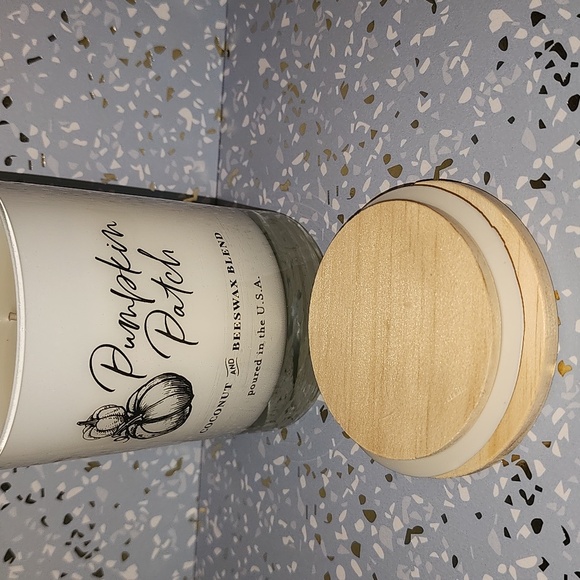 Pumpkin
Patch
COCONUT AND BEESWAX BLEND
poured in the U.S.A.